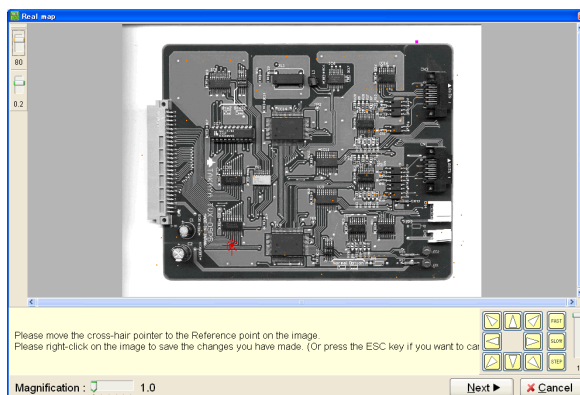 Real map
80
0.2
Please move the cross-hair pointer to the Reference point on the image.
FAST
Please right-click on the image to save the changes you have made. (Or press the ESC key if you want to can
SLOW
STEP
Magnification :
1.0
Next
Cancel